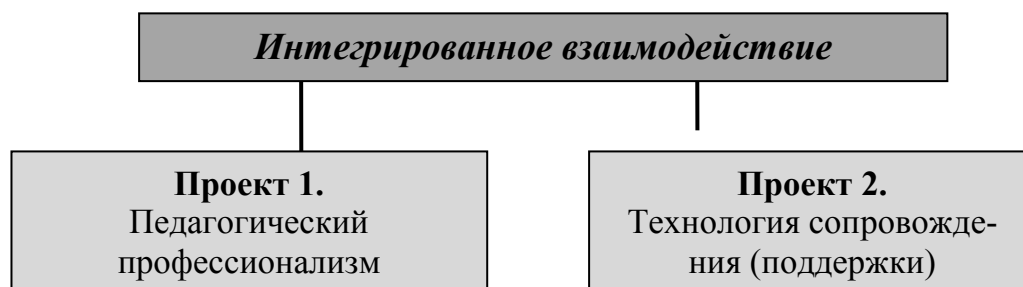 Интегрированное взаимодействие
Проект 1.
Педагогический
профессионализм
Проект 2.
Технология сопровожде-
ния (поддержки)